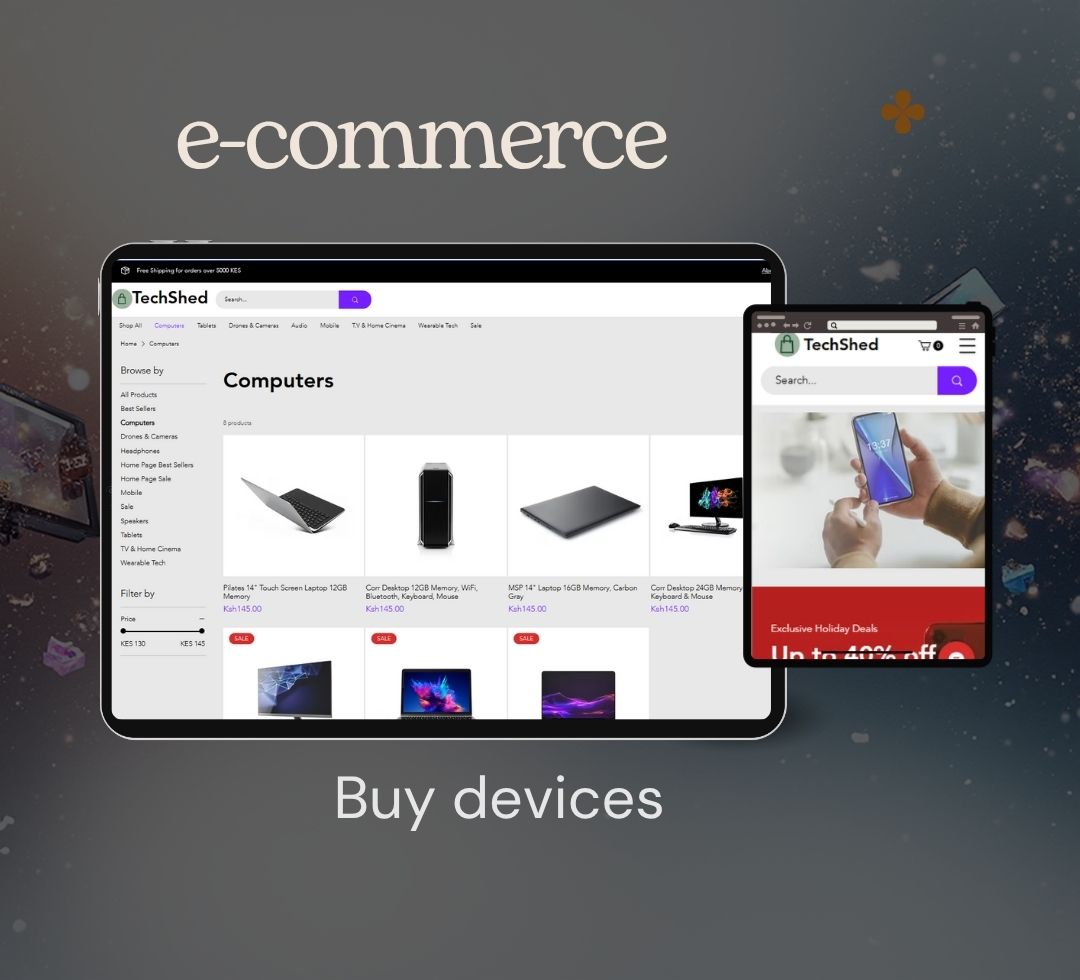 e-commerce
Free Shipping for orders over 5000 KES
TechShed
Search...
Shop All
Computers
Tablets
Drones & Cameras
Audio
Mobile
T.V & Home Cinema
Wearable Tech
Sale
Home > Computers
Browse by
All Products
Best Sellers
Computers
Drones & Cameras
Headphones
Home Page Best Sellers
Home Page Sale
Mobile
Sale
Speakers
Tablets
TV & Home Cinema
Wearable Tech
Filter by
Price
KES 130
KES 145
Computers
8 products
Pilates 14" Touch Screen Laptop 12GB
Memory
Ksh145.00
Corr Desktop 12GB Memory, WiFi,
Bluetooth, Keyboard, Mouse
Ksh145.00
MSP 14" Laptop 16GB Memory, Carbon
Gray
Ksh145.00
Corr Desktop 24GB Memory
Keyboard & Mouse
Ksh145.00
SALE
SALE
SALE
TechShed
0
Search...
13:37
Exclusive Holiday Deals
Up to 40% off
Buy devices